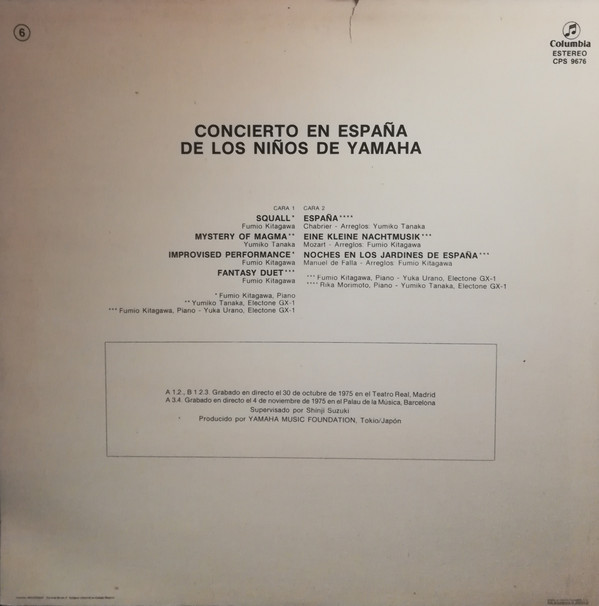 6
Columbia
ESTEREO
CPS 9676
CONCIERTO EN ESPAÑA
DE LOS NIÑOS DE YAMAHA
CARA 1
SQUALL*
Fumio Kitagawa
MYSTERY OF MAGMA**
Yumiko Tanaka
IMPROVISED PERFORMANCE*
Fumio Kitagawa
FANTASY DUET***
Fumio Kitagawa
* Fumio Kitagawa, Piano
** Yumiko Tanaka, Electone GX-1
*** Fumio Kitagawa, Piano - Yuka Urano, Electone GX-1
CARA 2
ESPAÑA****
Chabrier - Arreglos: Yumiko Tanaka
EINE KLEINE NACHTMUSIK***
Mozart - Arreglos: Fumio Kitagawa
NOCHES EN LOS JARDINES DE ESPAÑA***
Manuel de Falla - Arreglos: Fumio Kitagawa
*** Fumio Kitagawa, Piano - Yuka Urano, Electone GX-1
**** Rika Morimoto, Piano - Yumiko Tanaka, Electone GX-1
A 1.2., B 1 2 3. Grabado en directo el 30 de octubre de 1975 en el Teatro Real, Madrid
A 3.4. Grabado en directo el 4 de noviembre de 1975 en el Palau de la Música, Barcelona
Supervisado por Shinji Suzuki
Producido por YAMAHA MUSIC FOUNDATION, Tokio/Japón